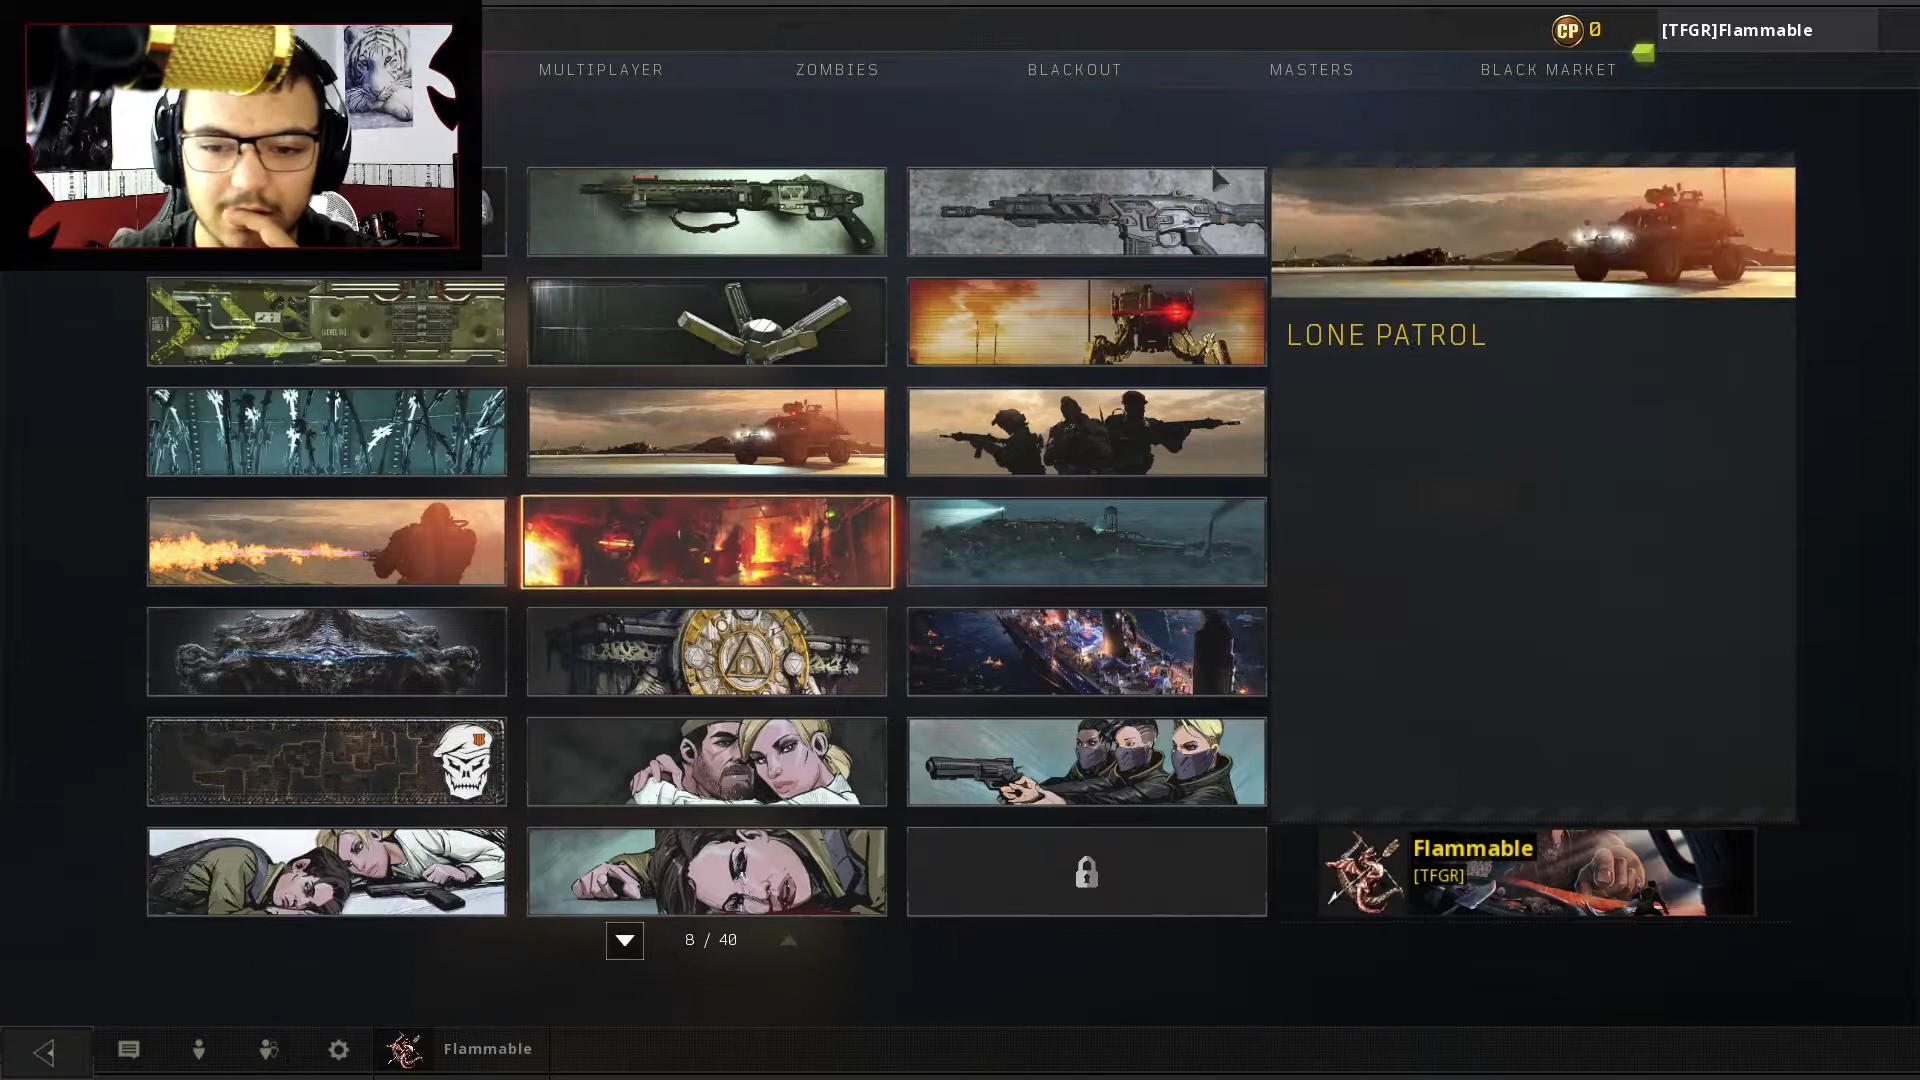 CP 0
[TFGR]Flammable
MULTIPLAYER
ZOMBIES
BLACKOUT
MASTERS
BLACK MARKET
LONE PATROL
Flammable
[TFGR]
8 / 40
Flammable